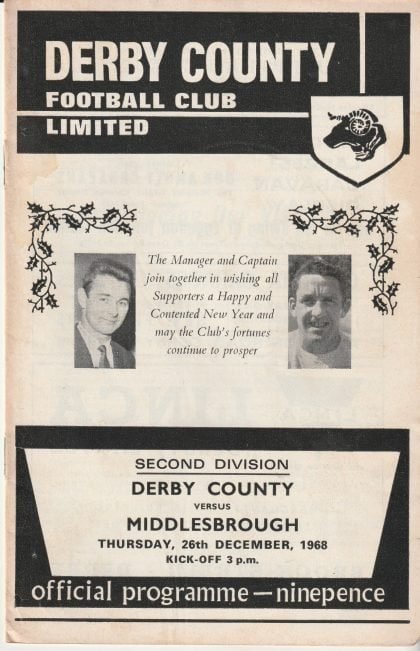 DERBY COUNTY
FOOTBALL CLUB
LIMITED
The Manager and Captain
join together in wishing all
Supporters a Happy and
Contented New Year and
may the Club's fortunes
continue to prosper
SECOND DIVISION
DERBY COUNTY
VERSUS
MIDDLESBROUGH
THURSDAY, 26th DECEMBER, 1968
KICK-OFF 3 p.m.
official programme — ninepence